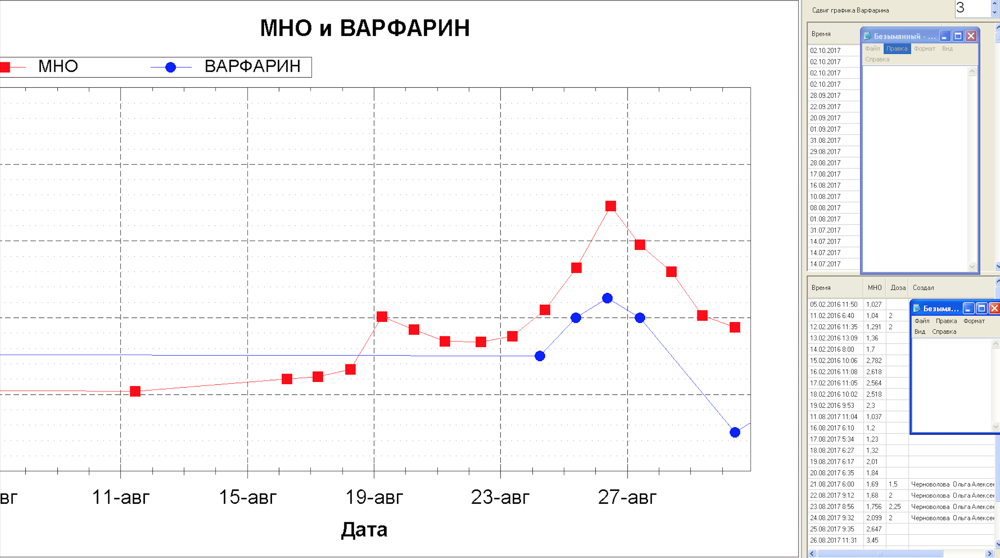 МНО и ВАРФАРИН
МНО ВАРФАРИН
вг 11-авг 15-авг 19-авг 23-авг 27-авг
Дата
Сдвиг графика Варфарина 3
Время
02.10.2017
02.10.2017
02.10.2017
02.10.2017
28.09.2017
22.09.2017
20.09.2017
01.09.2017
31.08.2017
29.08.2017
28.08.2017
17.08.2017
16.08.2017
10.08.2017
08.08.2017
01.08.2017
31.07.2017
14.07.2017
14.07.2017
14.07.2017
Безымянный - ...
Файл Правка Формат Вид
Справка
Время МНО Доза Создал
05.02.2016 11:50 1,027
11.02.2016 6:40 1,04 2
12.02.2016 11:35 1,291 2
13.02.2016 13:09 1,36
14.02.2016 8:00 1,7
15.02.2016 10:06 2,782
16.02.2016 11:08 2,618
17.02.2016 11:05 2,564
18.02.2016 10:02 2,518
19.02.2016 9:53 2,3
11.08.2017 11:04 1,037
16.08.2017 6:10 1,2
17.08.2017 5:34 1,23
18.08.2017 6:27 1,32
19.08.2017 6:17 2,01
20.08.2017 6:35 1,84
21.08.2017 6:00 1,69 1,5 Черноволова Ольга Алексее
22.08.2017 9:12 1,68 2 Черноволова Ольга Алексее
23.08.2017 8:56 1,756 2,25 Черноволова Ольга Алексее
24.08.2017 9:32 2,099 2 Черноволова Ольга Алексее
25.08.2017 9:35 2,647
26.08.2017 11:31 3,45
Безымя...
Файл Правка Формат
Вид Справка